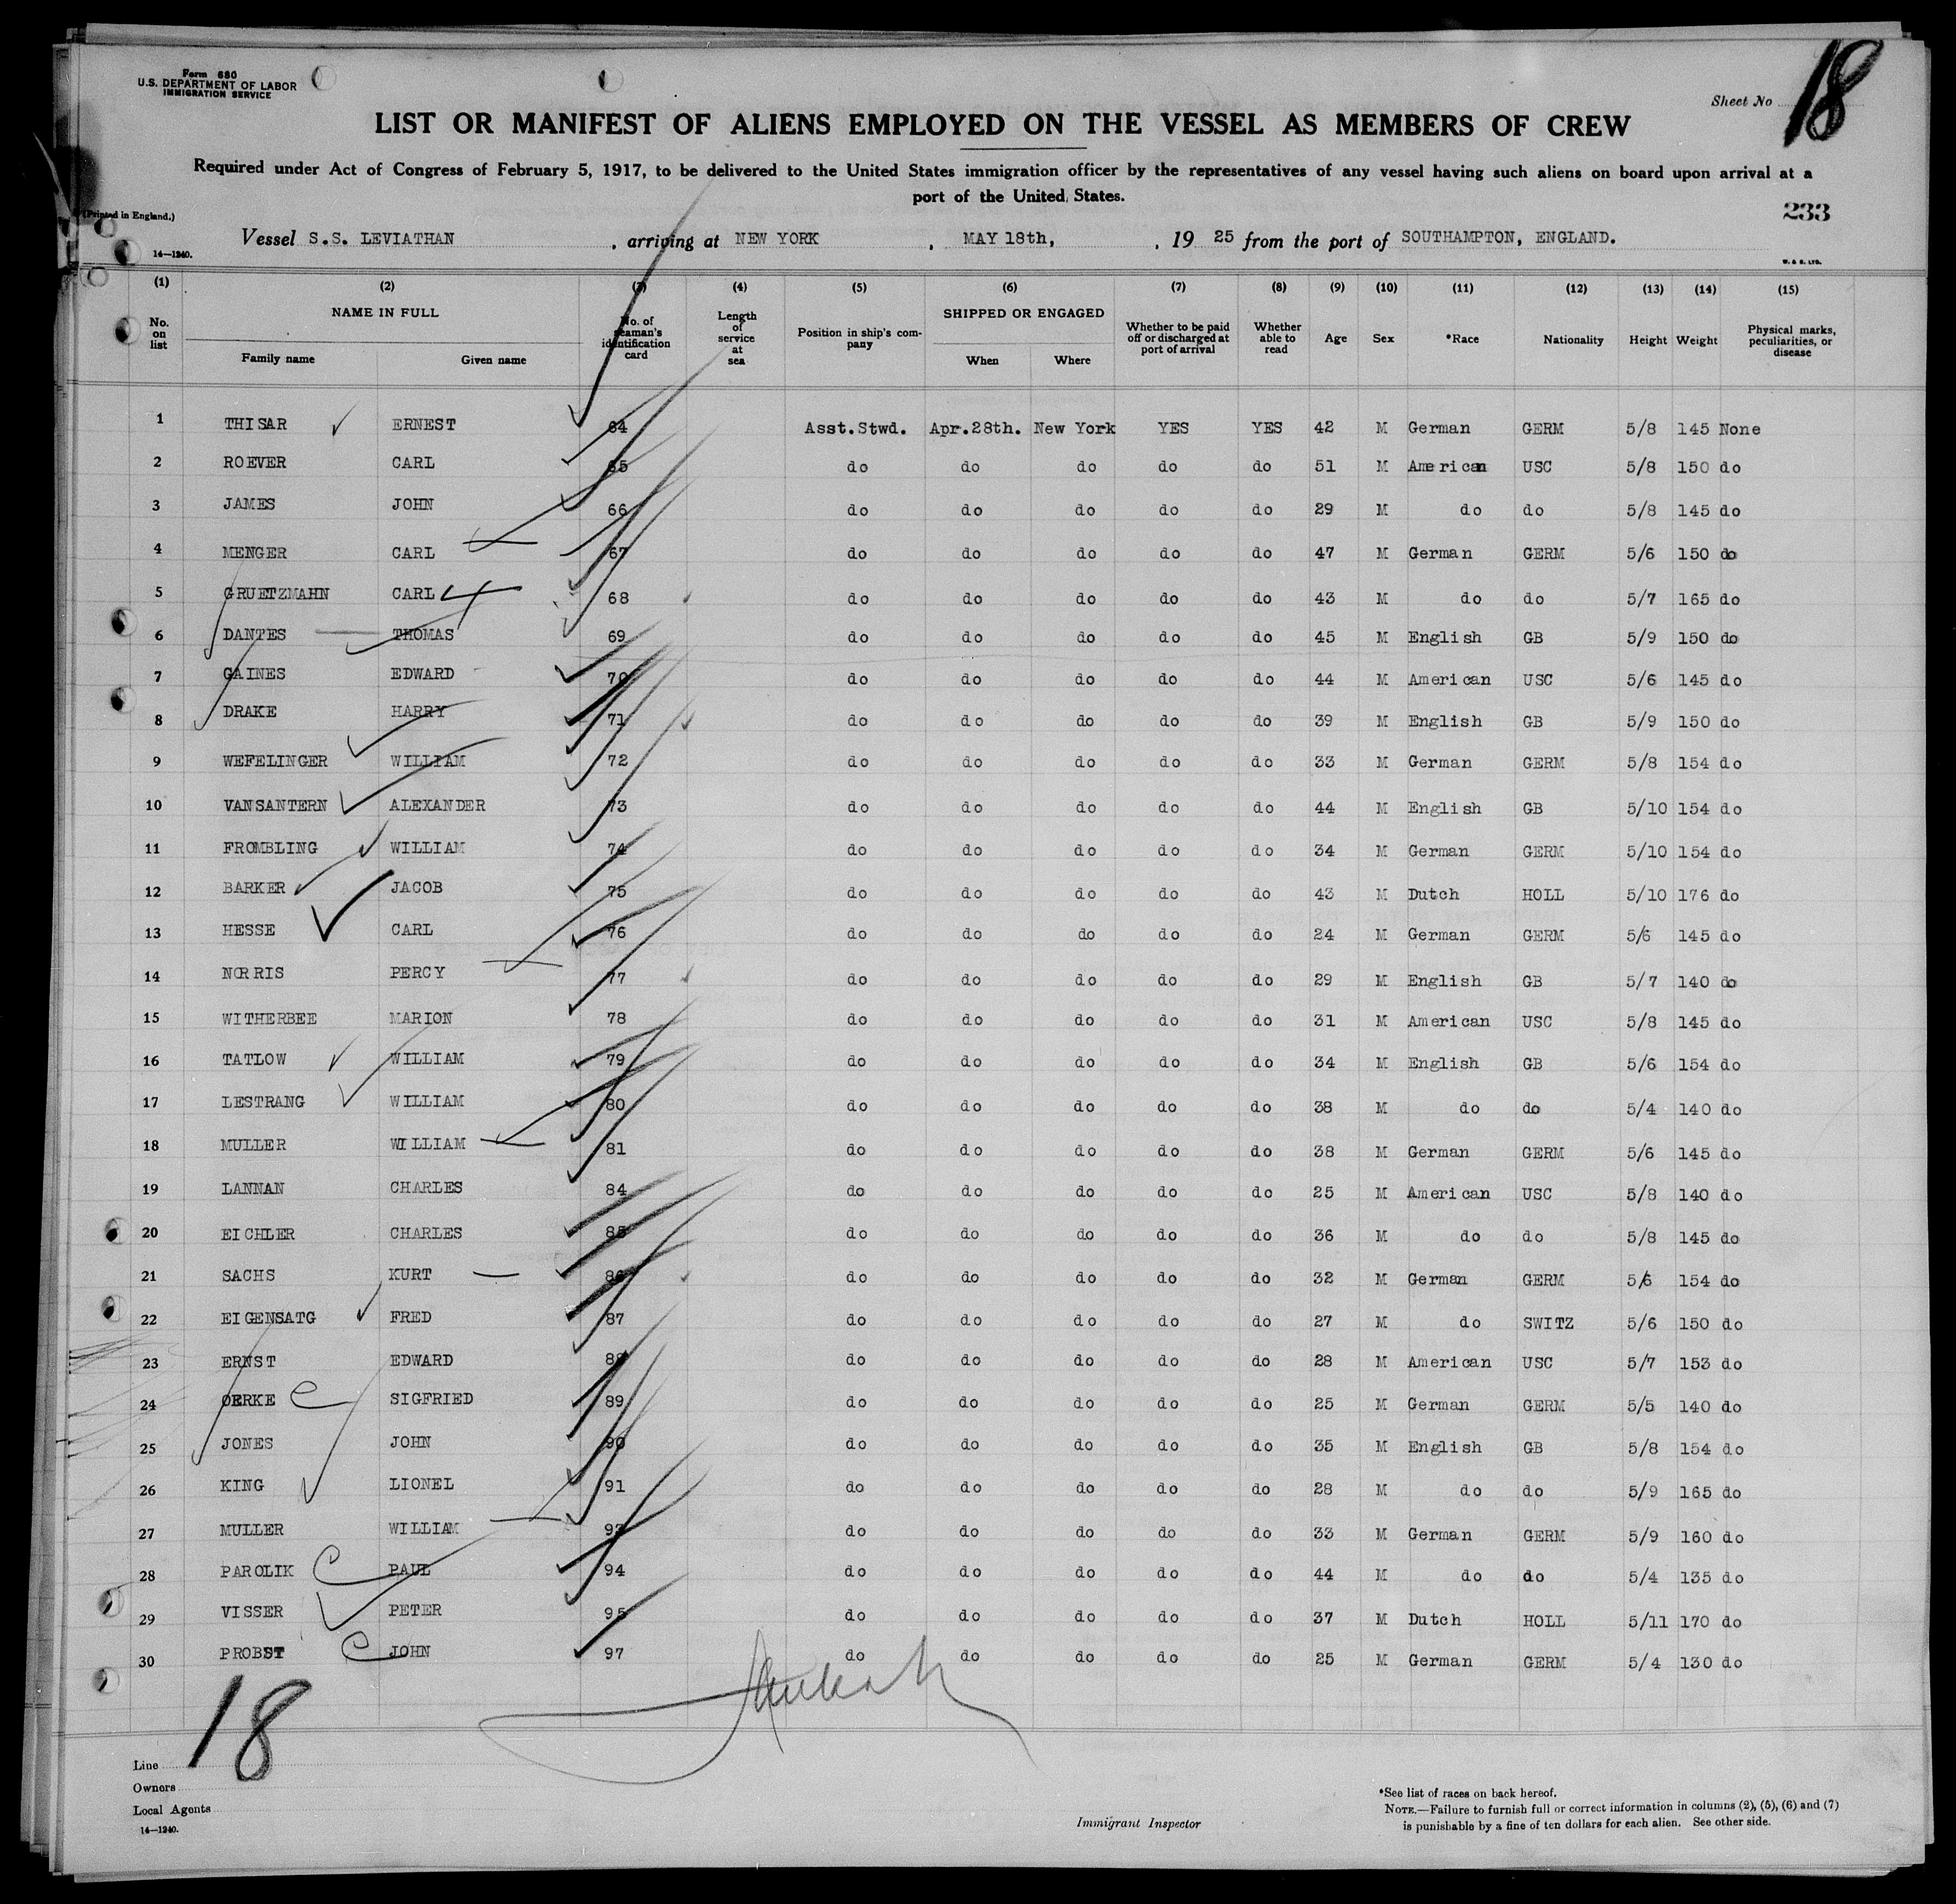 Form 680
U.S. DEPARTMENT OF LABOR
IMMIGRATION SERVICE
Sheet No 18
LIST OR MANIFEST OF ALIENS EMPLOYED ON THE VESSEL AS MEMBERS OF CREW
Required under Act of Congress of February 5, 1917, to be delivered to the United States immigration officer by the representatives of any vessel having such aliens on board upon arrival at a
port of the United States.
(Printed in England.)
233
Vessel S.S. LEVIATHAN, arriving at NEW YORK, MAY 18th, , 19 25 from the port of SOUTHAMPTON, ENGLAND.
14—1240.
W. & S. LTD.
(1) (2) (3) (4) (5) (6) (7) (8) (9) (10) (11) (12) (13) (14) (15)
No. on list NAME IN FULL Family name Given name No. of seaman's identification card Length of service at sea Position in ship's company SHIPPED OR ENGAGED When Where Whether to be paid off or discharged at port of arrival Whether able to read Age Sex *Race Nationality Height Weight Physical marks, peculiarities, or disease
1 THISAR ERNEST 64 Asst.Stwd. Apr.28th. New York YES YES 42 M German GERM 5/8 145 None
2 ROEVER CARL 65 do do do do do 51 M American USC 5/8 150 do
3 JAMES JOHN 66 do do do do do 29 M do do 5/8 145 do
4 MENGER CARL 67 do do do do do 47 M German GERM 5/6 150 do
5 GRUETZMAHN CARL 68 do do do do do 43 M do do 5/7 165 do
6 DANTES THOMAS 69 do do do do do 45 M English GB 5/9 150 do
7 GAINES EDWARD 70 do do do do do 44 M American USC 5/6 145 do
8 DRAKE HARRY 71 do do do do do 39 M English GB 5/9 150 do
9 WEFELINGER WILLIAM 72 do do do do do 33 M German GERM 5/8 154 do
10 VANSANTERN ALEXANDER 73 do do do do do 44 M English GB 5/10 154 do
11 FROMBLING WILLIAM 74 do do do do do 34 M German GERM 5/10 154 do
12 BARKER JACOB 75 do do do do do 43 M Dutch HOLL 5/10 176 do
13 HESSE CARL 76 do do do do do 24 M German GERM 5/6 145 do
14 NORRIS PERCY 77 do do do do do 29 M English GB 5/7 140 do
15 WITHERBEE MARION 78 do do do do do 31 M American USC 5/8 145 do
16 TATLOW WILLIAM 79 do do do do do 34 M English GB 5/6 154 do
17 LESTRANG WILLIAM 80 do do do do do 38 M do do 5/4 140 do
18 MULLER WILLIAM 81 do do do do do 38 M German GERM 5/6 145 do
19 LANNAN CHARLES 84 do do do do do 25 M American USC 5/8 140 do
20 EICHLER CHARLES 85 do do do do do 36 M do do 5/8 145 do
21 SACHS KURT 86 do do do do do 32 M German GERM 5/6 154 do
22 EIGENSATG FRED 87 do do do do do 27 M do SWITZ 5/6 150 do
23 ERNST EDWARD 88 do do do do do 28 M American USC 5/7 153 do
24 OERKE SIGFRIED 89 do do do do do 25 M German GERM 5/5 140 do
25 JONES JOHN 90 do do do do do 35 M English GB 5/8 154 do
26 KING LIONEL 91 do do do do do 28 M do do 5/9 165 do
27 MULLER WILLIAM 93 do do do do do 33 M German GERM 5/9 160 do
28 PAROLIK PAUL 94 do do do do do 44 M do do 5/4 135 do
29 VISSER PETER 95 do do do do do 37 M Dutch HOLL 5/11 170 do
30 PROBST JOHN 97 do do do do do 25 M German GERM 5/4 130 do
18
Line
Owners
Local Agents
14—1240.
Immigrant Inspector
*See list of races on back hereof.
NOTE.—Failure to furnish full or correct information in columns (2), (5), (6) and (7)
is punishable by a fine of ten dollars for each alien. See other side.